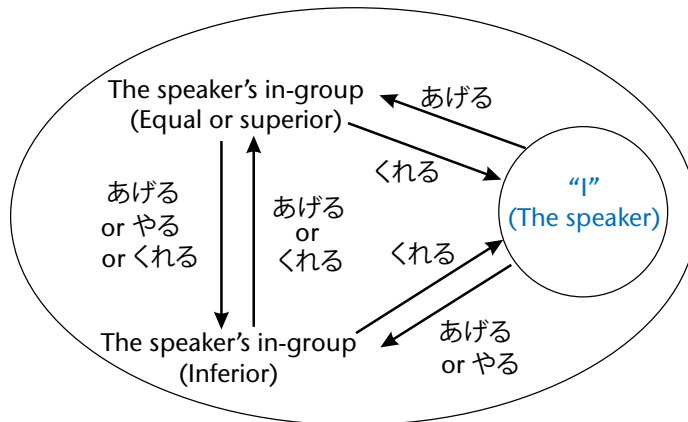 The speaker’s in-group
(Equal or superior)
あげる
くれる
“I”
(The speaker)
あげる
or やる
or くれる
あげる
or
くれる
くれる
The speaker’s in-group
(Inferior)
あげる
or やる